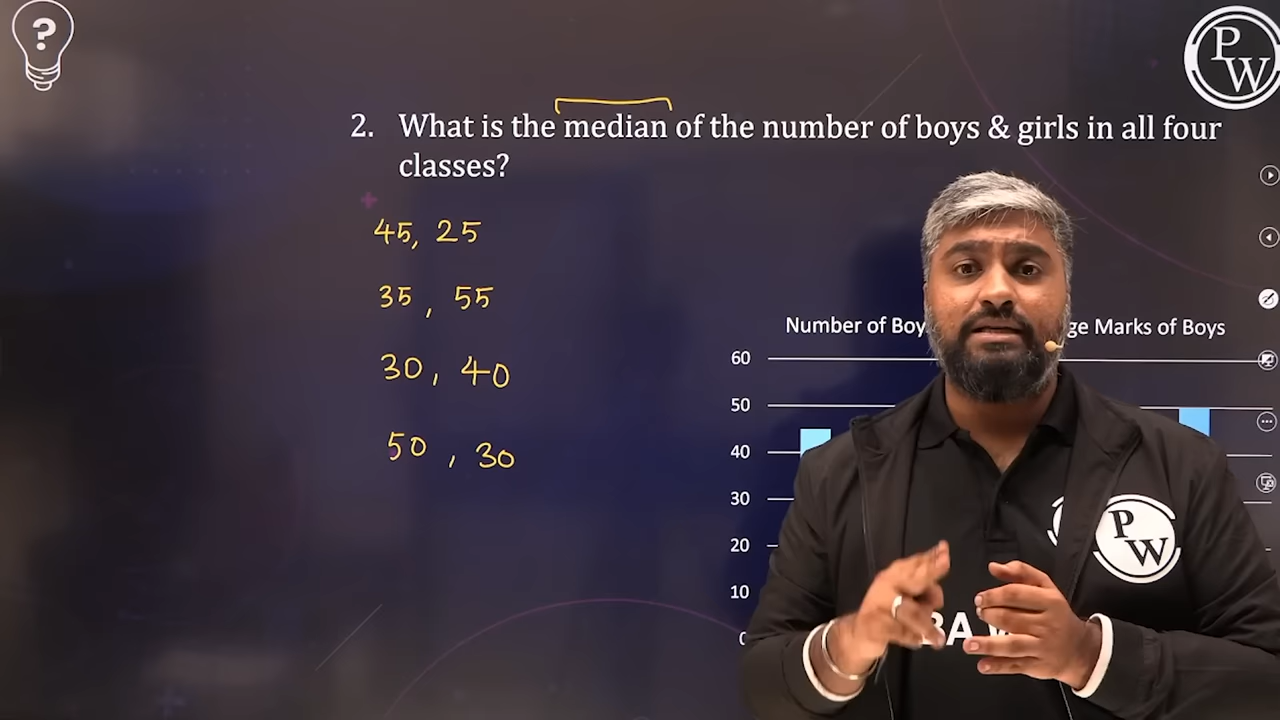 ?
PW
2. What is the median of the number of boys & girls in all four
classes?
45, 25
35, 55
30, 40
50, 30
Number of Boy
ge Marks of Boys
60
50
40
30
20
10
0
PW
BA W